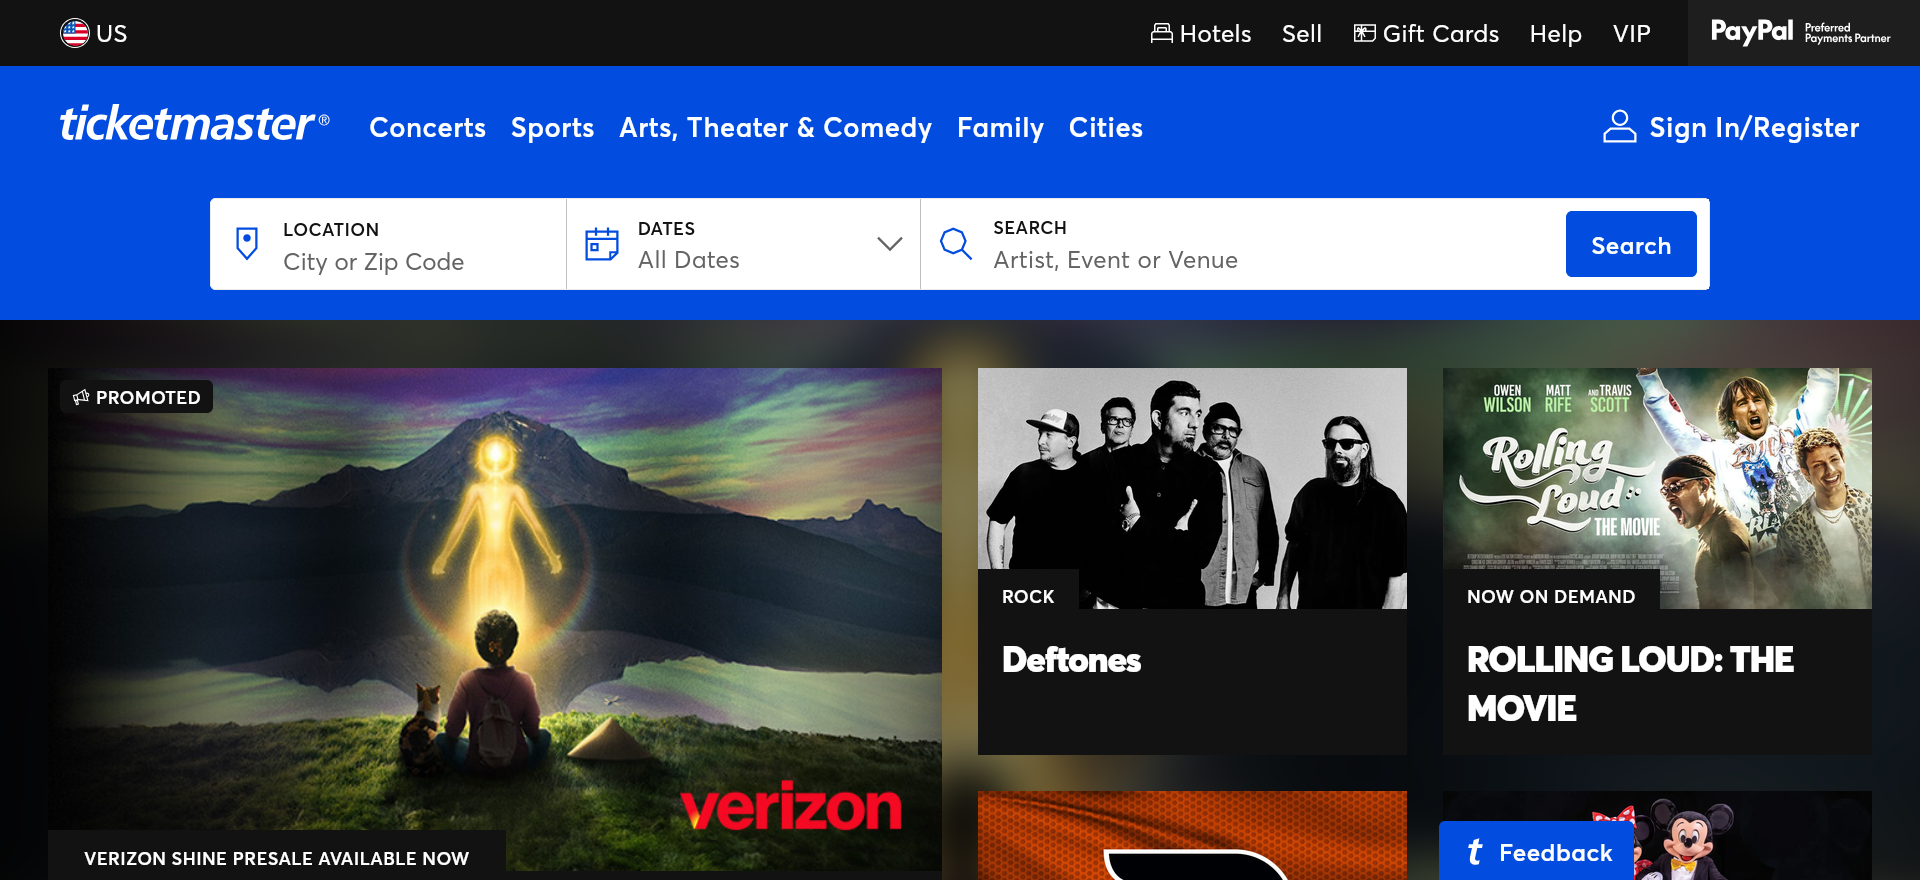 US
Hotels
Sell
Gift Cards
Help
VIP
PayPal
Preferred
Payments Partner
ticketmaster®
Concerts
Sports
Arts, Theater & Comedy
Family
Cities
Sign In/Register
LOCATION
City or Zip Code
DATES
All Dates
SEARCH
Artist, Event or Venue
Search
PROMOTED
verizon
VERIZON SHINE PRESALE AVAILABLE NOW
ROCK
Deftones
OWEN WILSON
MATT RIFE
AND TRAVIS SCOTT
Rolling
Loud
THE MOVIE
NOW ON DEMAND
ROLLING LOUD: THE
MOVIE
t Feedback